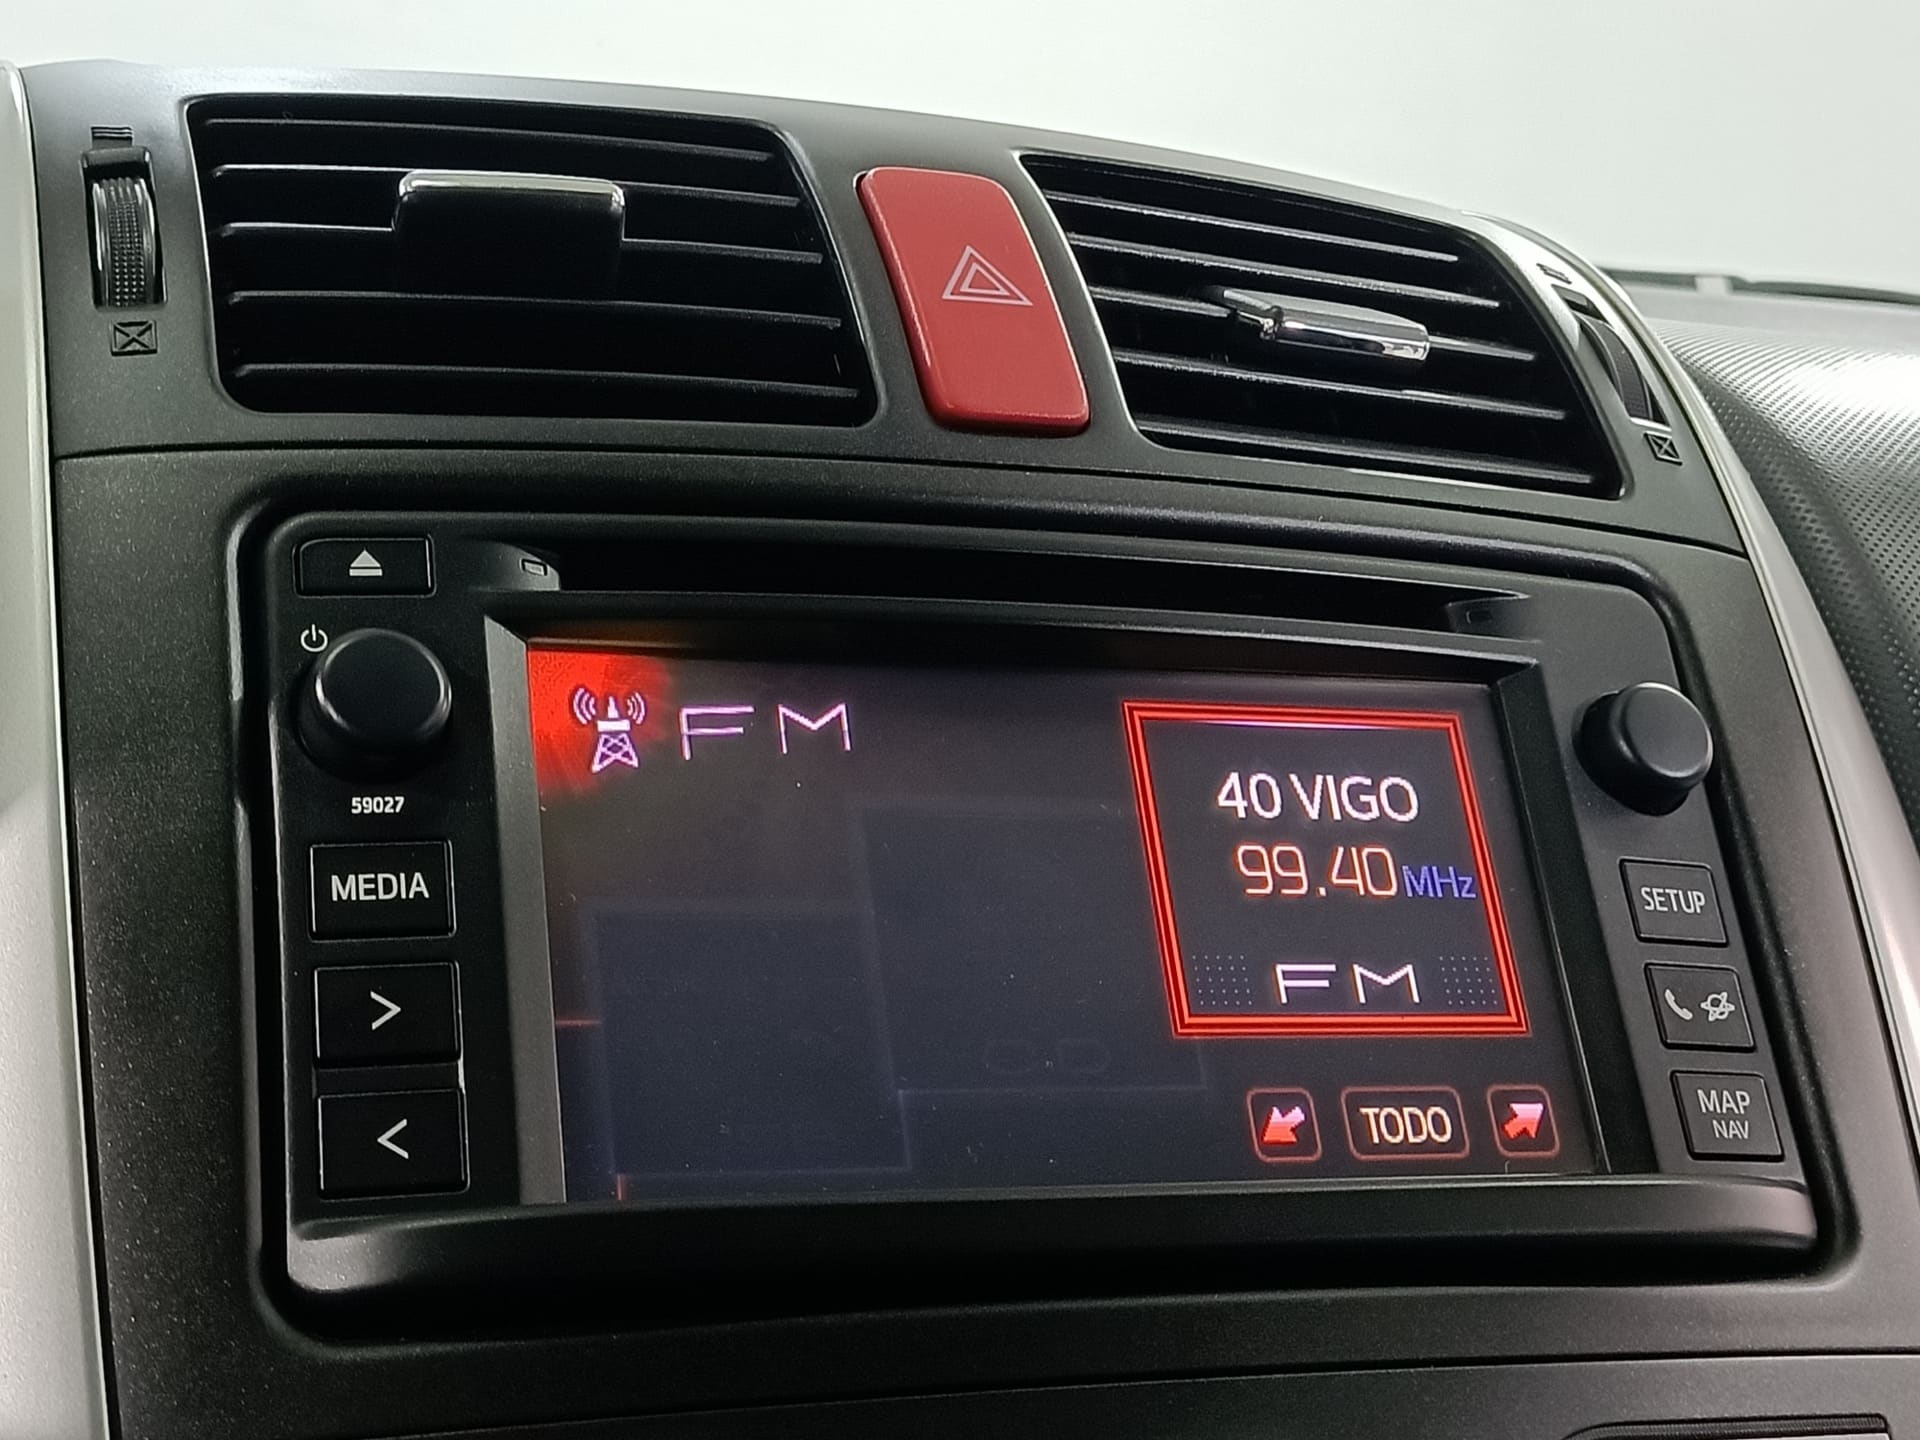 FM
40 VIGO
99.40 MHz
FM
TODO
59027
MEDIA
>
<
SETUP
MAP
NAV